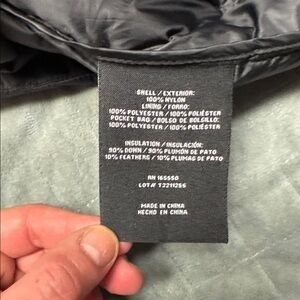 SHELL / EXTERIOR:
100% NYLON
LINING / FORRO:
100% POLYESTER / 100% POLIÉSTER
POCKET BAG / BOLSO DE BOLSILLO:
100% POLYESTER / 100% POLIÉSTER
INSULATION / INSULACIÓN:
90% DOWN / 90% PLUMÓN DE PATO
10% FEATHERS / 10% PLUMAS DE PATO
RN 165550
LOT# T2211256
MADE IN CHINA
HECHO EN CHINA